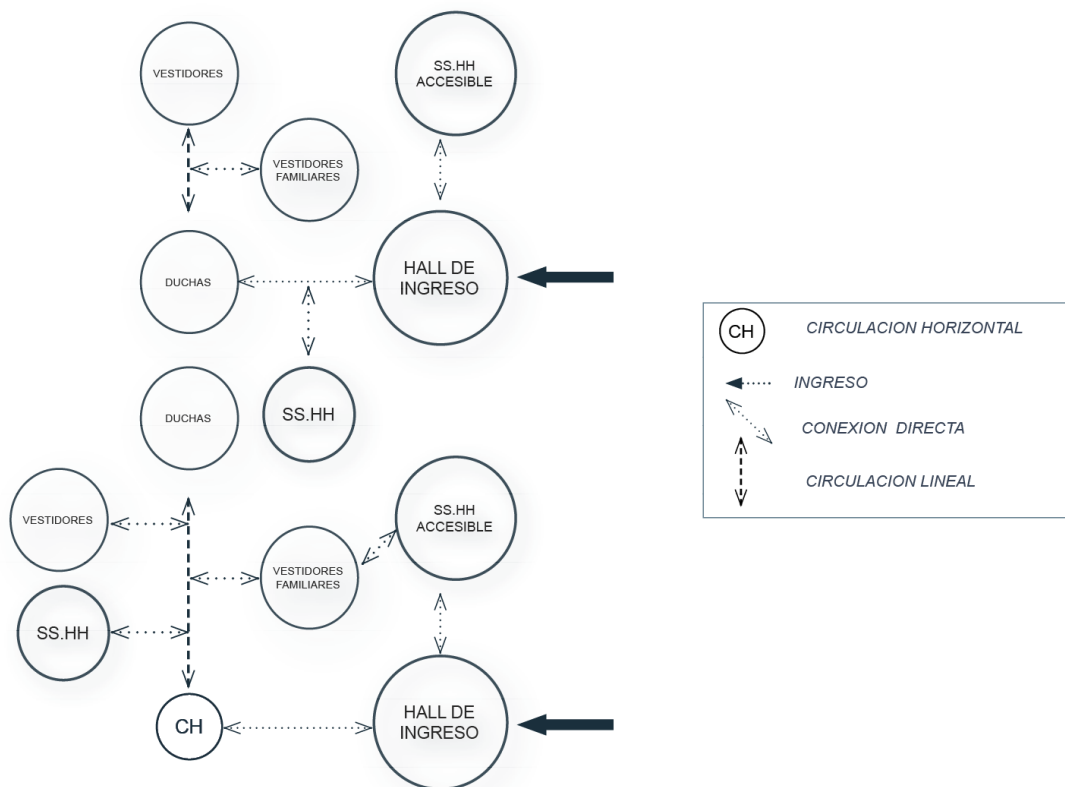 VESTIDORES
SS.HH
ACCESIBLE
VESTIDORES
FAMILIARES
DUCHAS
HALL DE
INGRESO
DUCHAS
SS.HH
VESTIDORES
SS.HH
ACCESIBLE
VESTIDORES
FAMILIARES
SS.HH
CH
HALL DE
INGRESO
CH
CIRCULACION HORIZONTAL
INGRESO
CONEXION DIRECTA
CIRCULACION LINEAL